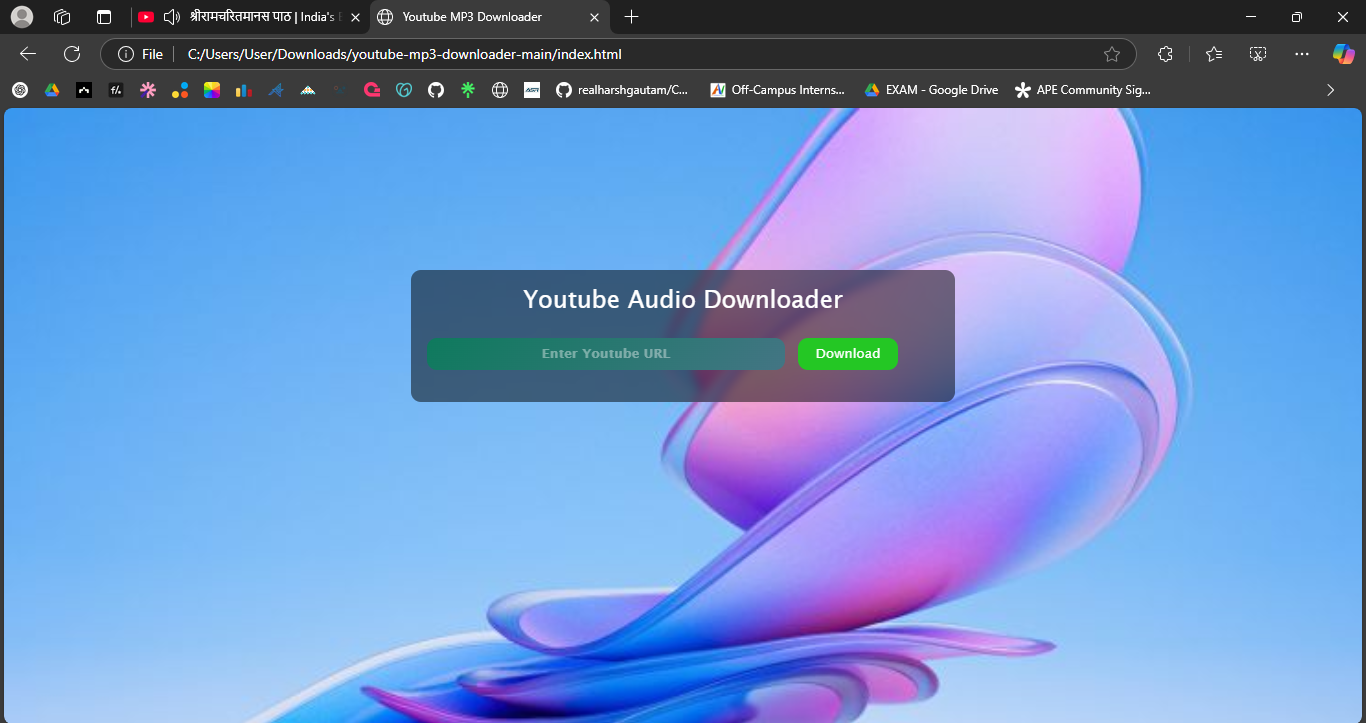 श्रीरामचरितमानस पाठ | India's
Youtube MP3 Downloader
File
C:/Users/User/Downloads/youtube-mp3-downloader-main/index.html
realharshgautam/C...
Off-Campus Interns...
EXAM - Google Drive
APE Community Sig...
Youtube Audio Downloader
Enter Youtube URL
Download